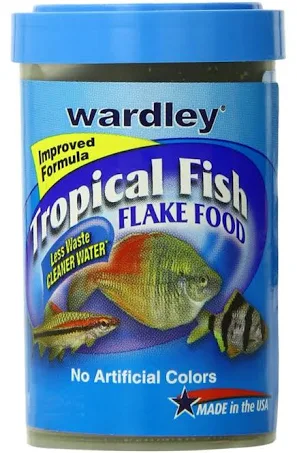 wardley®
Improved
Formula
Tropical Fish
FLAKE FOOD
Less Waste
CLEANER WATER*
No Artificial Colors
MADE in the USA